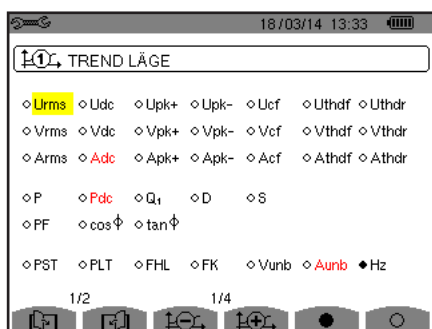 18/03/14 13:33
1 TREND LÄGE
Urms Udc Upk+ Upk- Ucf Uthdf Uthdr
Vrms Vdc Vpk+ Vpk- Vcf Vthdf Vthdr
Arms Adc Apk+ Apk- Acf Athdf Athdr
P Pdc Q₁ D S
PF cosΦ tanΦ
PST PLT FHL FK Vunb Aunb Hz
1/2 1/4